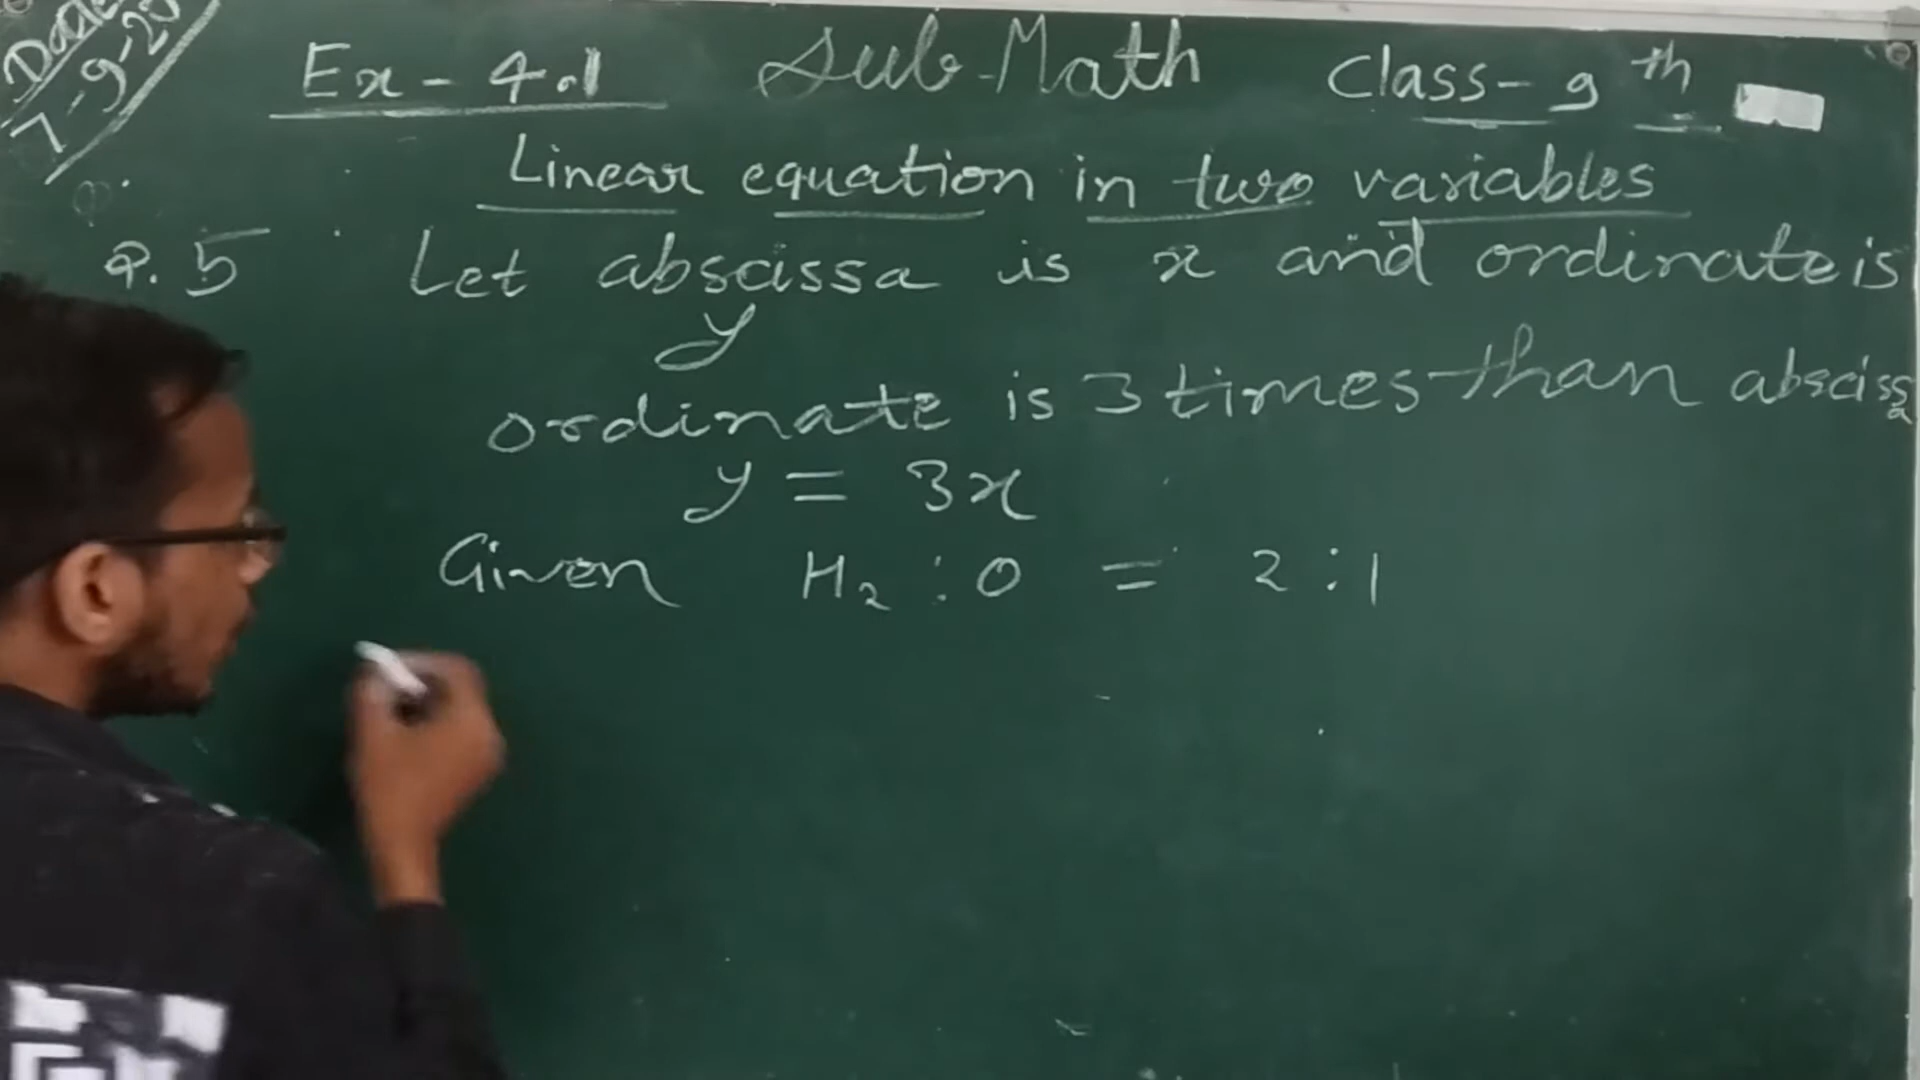 Date
7-9-20
Ex - 4.1 Sub-Math Class- 9th
Linear equation in two variables
Q.5 Let abscissa is x and ordinate is
y
ordinate is 3 times than abscissa
y = 3x
Given H₂ : O = 2 : 1